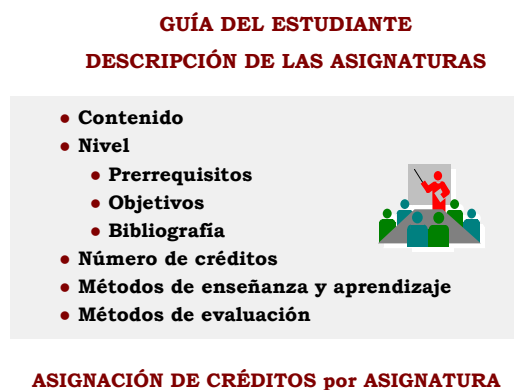 GUÍA DEL ESTUDIANTE
DESCRIPCIÓN DE LAS ASIGNATURAS
● Contenido
● Nivel
● Prerrequisitos
● Objetivos
● Bibliografía
● Número de créditos
● Métodos de enseñanza y aprendizaje
● Métodos de evaluación
ASIGNACIÓN DE CRÉDITOS por ASIGNATURA